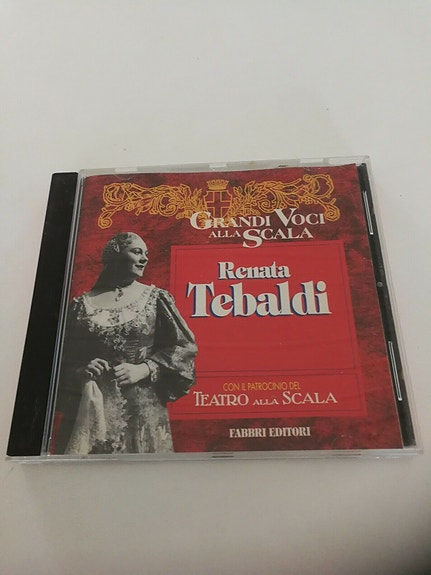 GRANDI VOCI
ALLA SCALA
Renata
Tebaldi
CON IL PATROCINIO DEL
TEATRO ALLA SCALA
FABBRI EDITORI